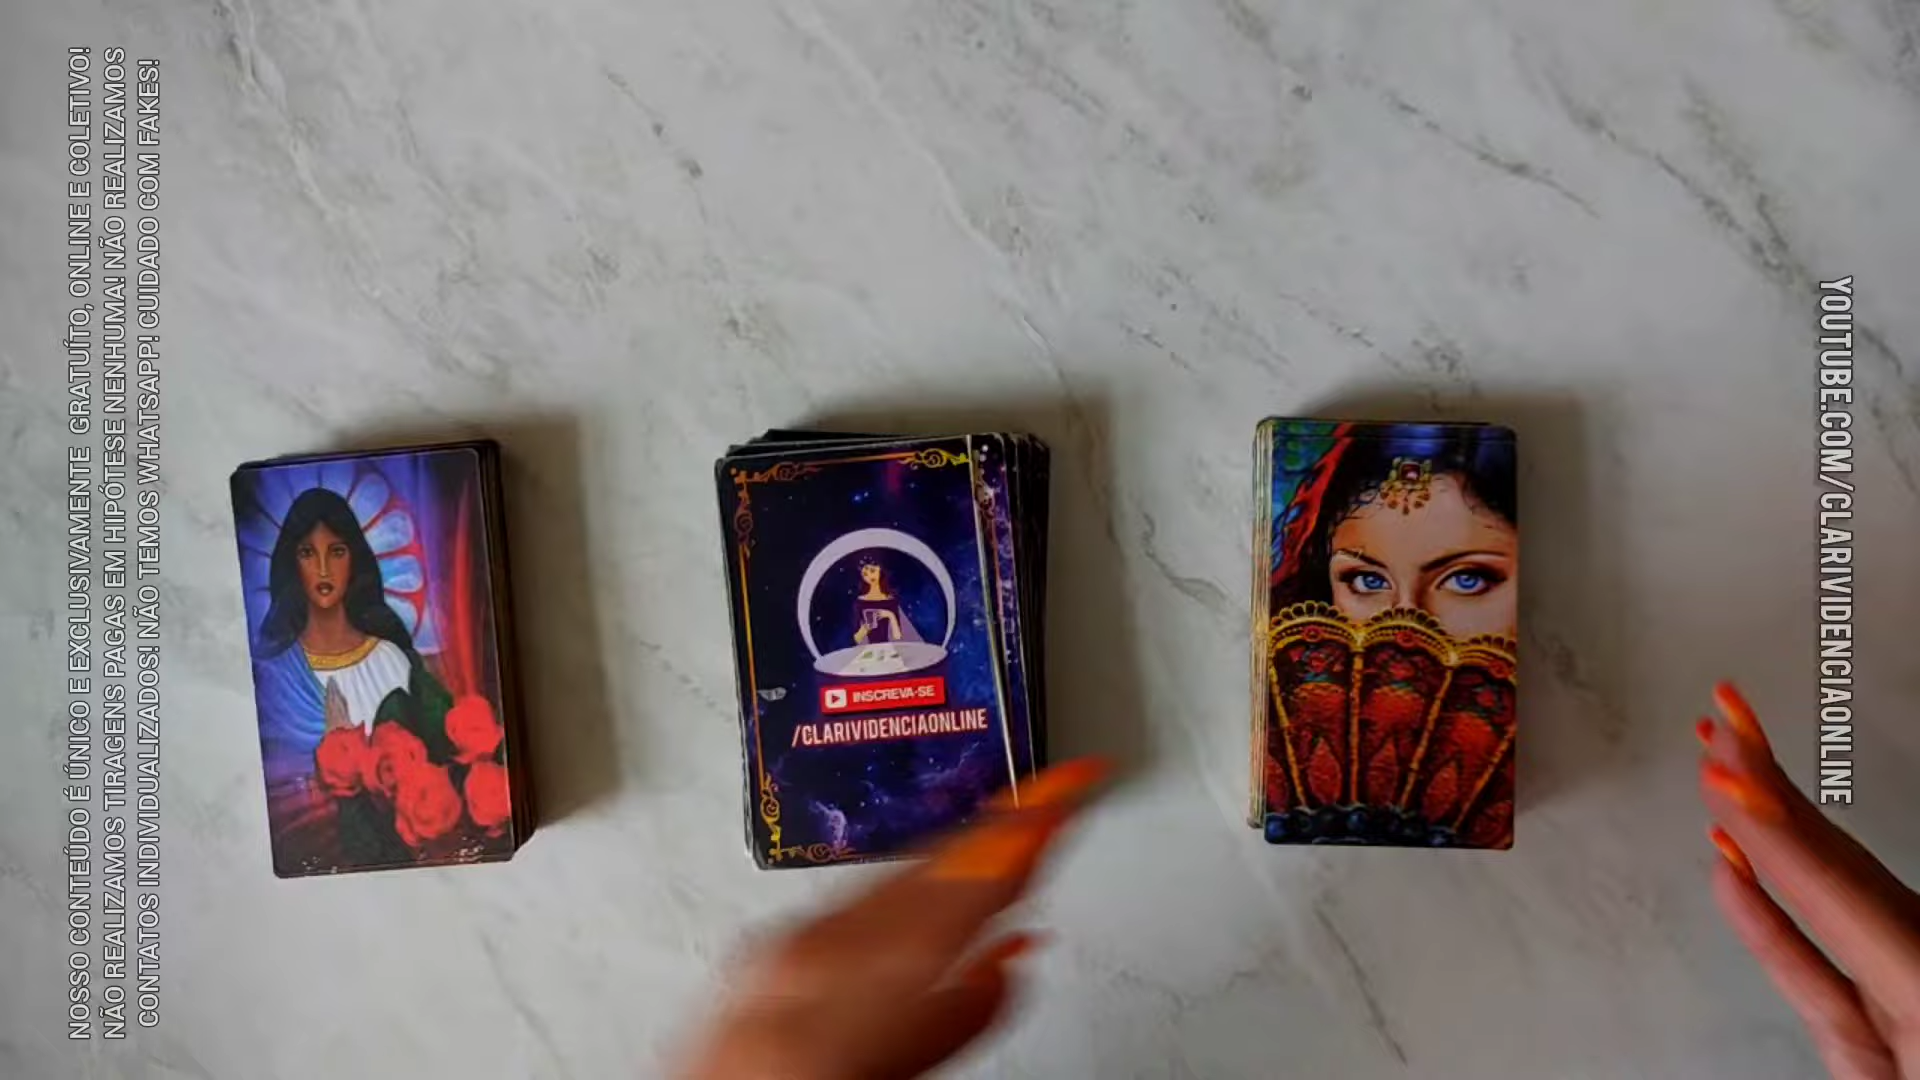 NOSSO CONTEÚDO É ÚNICO E EXCLUSIVAMENTE GRATUÍTO, ONLINE E COLETIVO!
NÃO REALIZAMOS TIRAGENS PAGAS EM HIPÓTESE NENHUMA! NÃO REALIZAMOS
CONTATOS INDIVIDUALIZADOS! NÃO TEMOS WHATSAPP! CUIDADO COM FAKES!
INSCREVA-SE
/CLARIVIDENCIAONLINE
YOUTUBE.COM/CLARIVIDENCIAONLINE